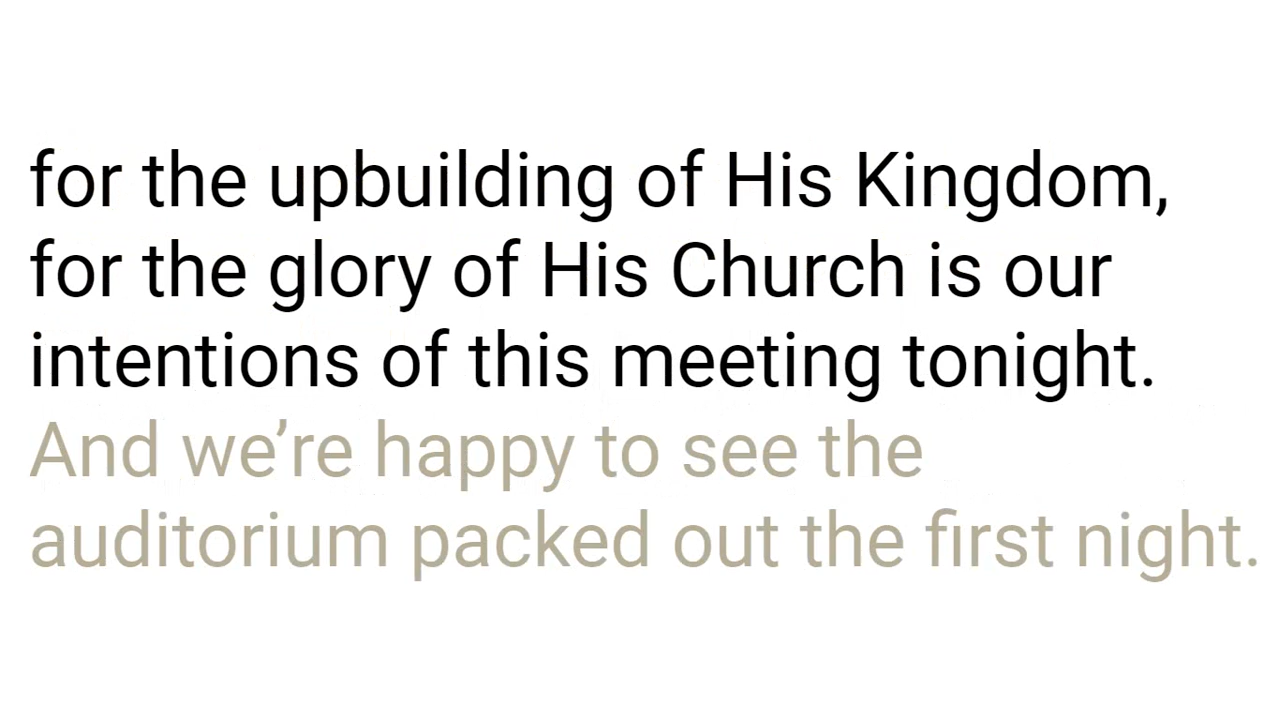 for the upbuilding of His Kingdom,
for the glory of His Church is our
intentions of this meeting tonight.
And we’re happy to see the
auditorium packed out the first night.